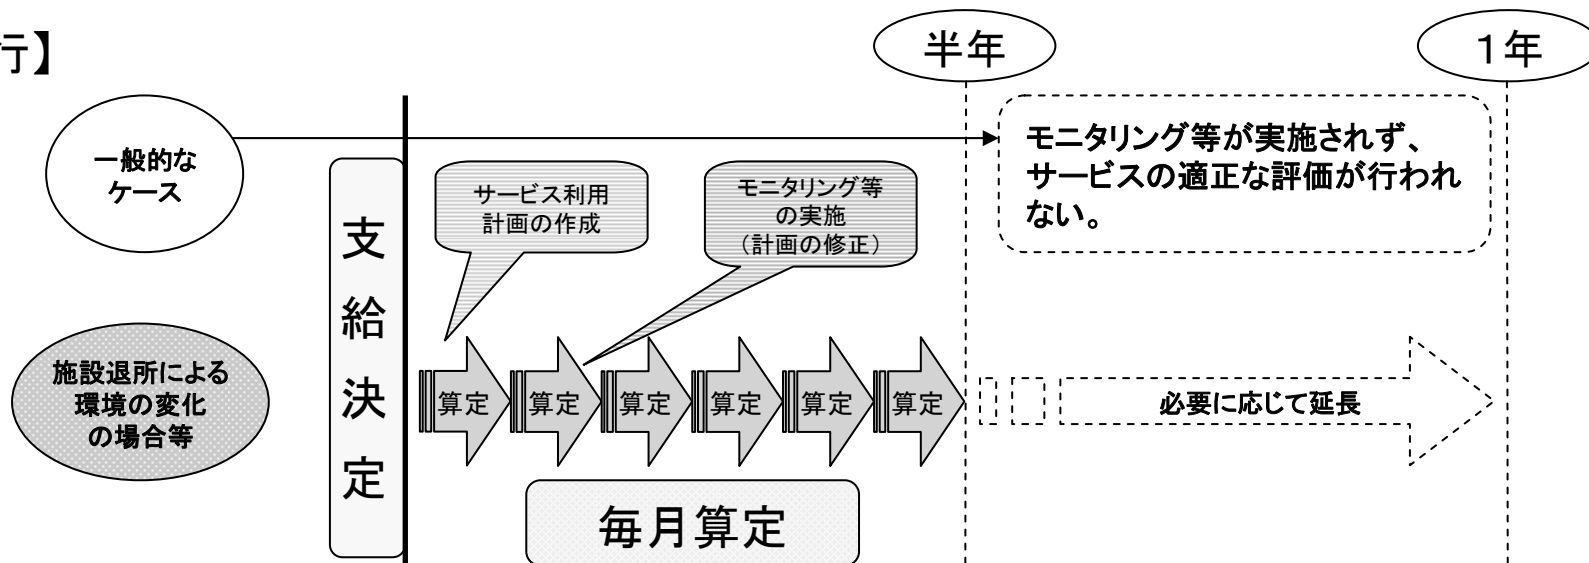 行】
半年
1年
一般的な
ケース
モニタリング等が実施されず、
サービスの適正な評価が行われ
ない。
支
給
決
定
サービス利用
計画の作成
モニタリング等
の実施
（計画の修正）
施設退所による
環境の変化
の場合等
算定
算定
算定
算定
算定
算定
必要に応じて延長
毎月算定